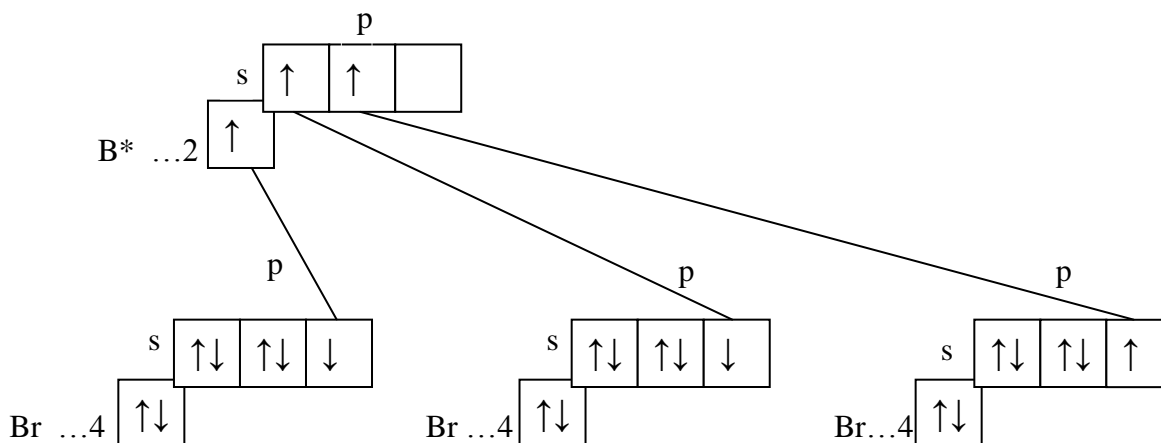 p
s ↑ ↑
B* …2 ↑
p p p
s ↑↓ ↑↓ ↓ s ↑↓ ↑↓ ↓ s ↑↓ ↑↓ ↑
Br …4 ↑↓ Br …4 ↑↓ Br…4 ↑↓